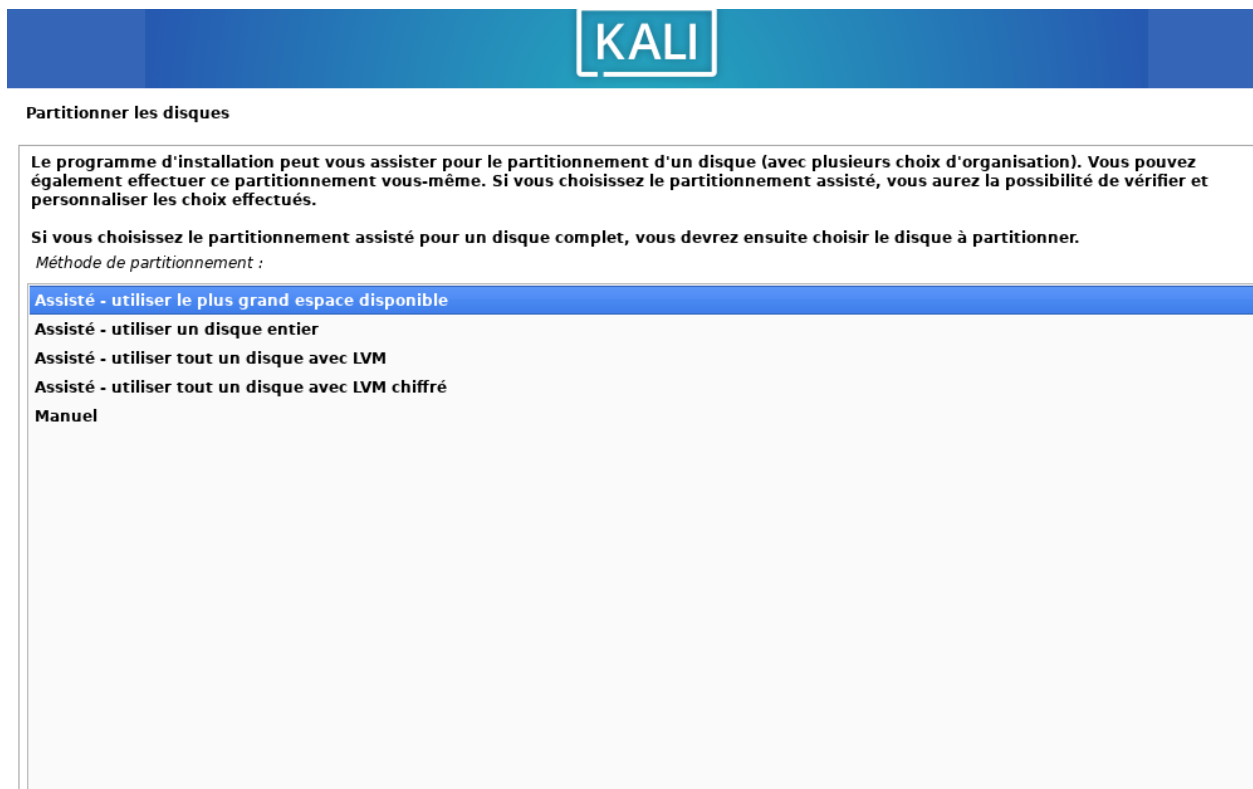 KALI
Partitionner les disques
Le programme d'installation peut vous assister pour le partitionnement d'un disque (avec plusieurs choix d'organisation). Vous pouvez
également effectuer ce partitionnement vous-même. Si vous choisissez le partitionnement assisté, vous aurez la possibilité de vérifier et
personnaliser les choix effectués.
Si vous choisissez le partitionnement assisté pour un disque complet, vous devrez ensuite choisir le disque à partitionner.
Méthode de partitionnement :
Assisté - utiliser le plus grand espace disponible
Assisté - utiliser un disque entier
Assisté - utiliser tout un disque avec LVM
Assisté - utiliser tout un disque avec LVM chiffré
Manuel